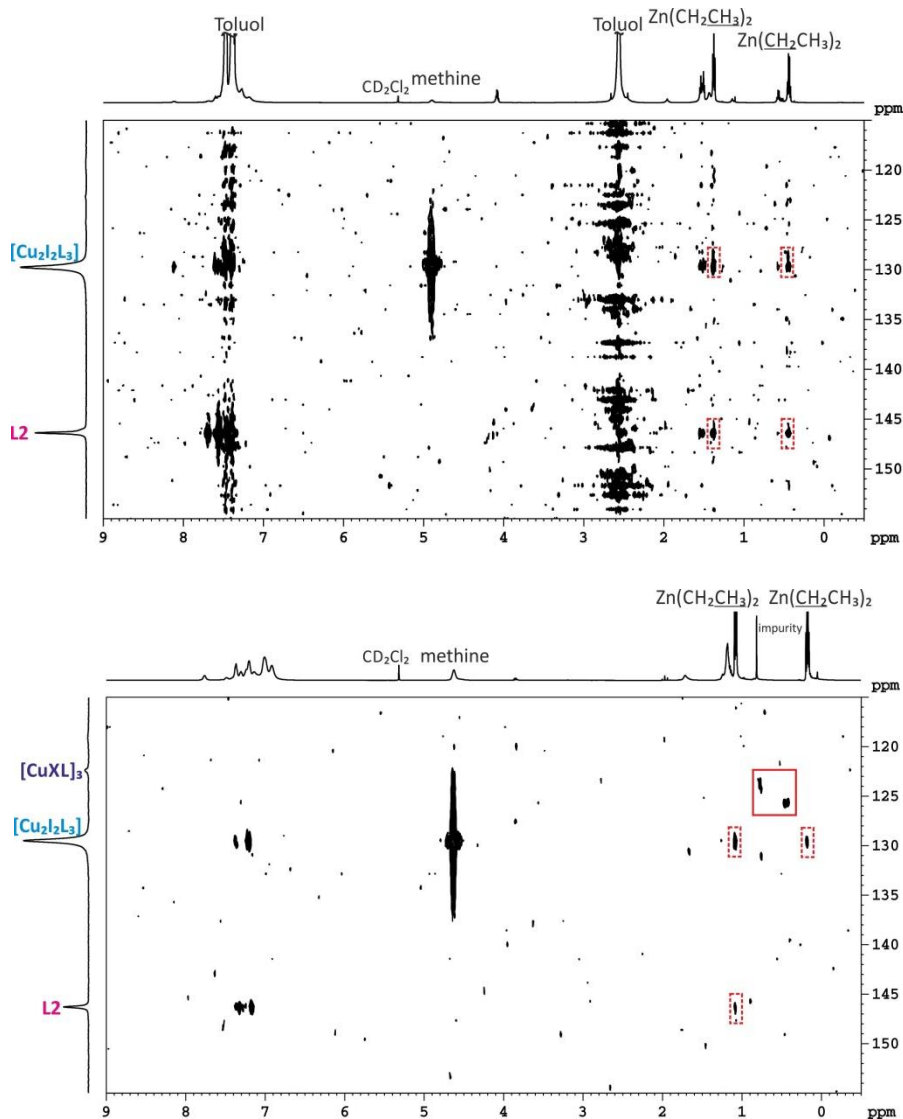 Toluol
Toluol
Zn(CH₂CH₃)₂
Zn(CH₂CH₃)₂
CD₂Cl₂ methine
ppm
[Cu₂I₂L₃]
L2
120
125
130
135
140
145
150
9 8 7 6 5 4 3 2 1 0 ppm
Zn(CH₂CH₃)₂ Zn(CH₂CH₃)₂
impurity
CD₂Cl₂ methine
ppm
[CuXL]₃
[Cu₂I₂L₃]
L2
120
125
130
135
140
145
150
9 8 7 6 5 4 3 2 1 0 ppm